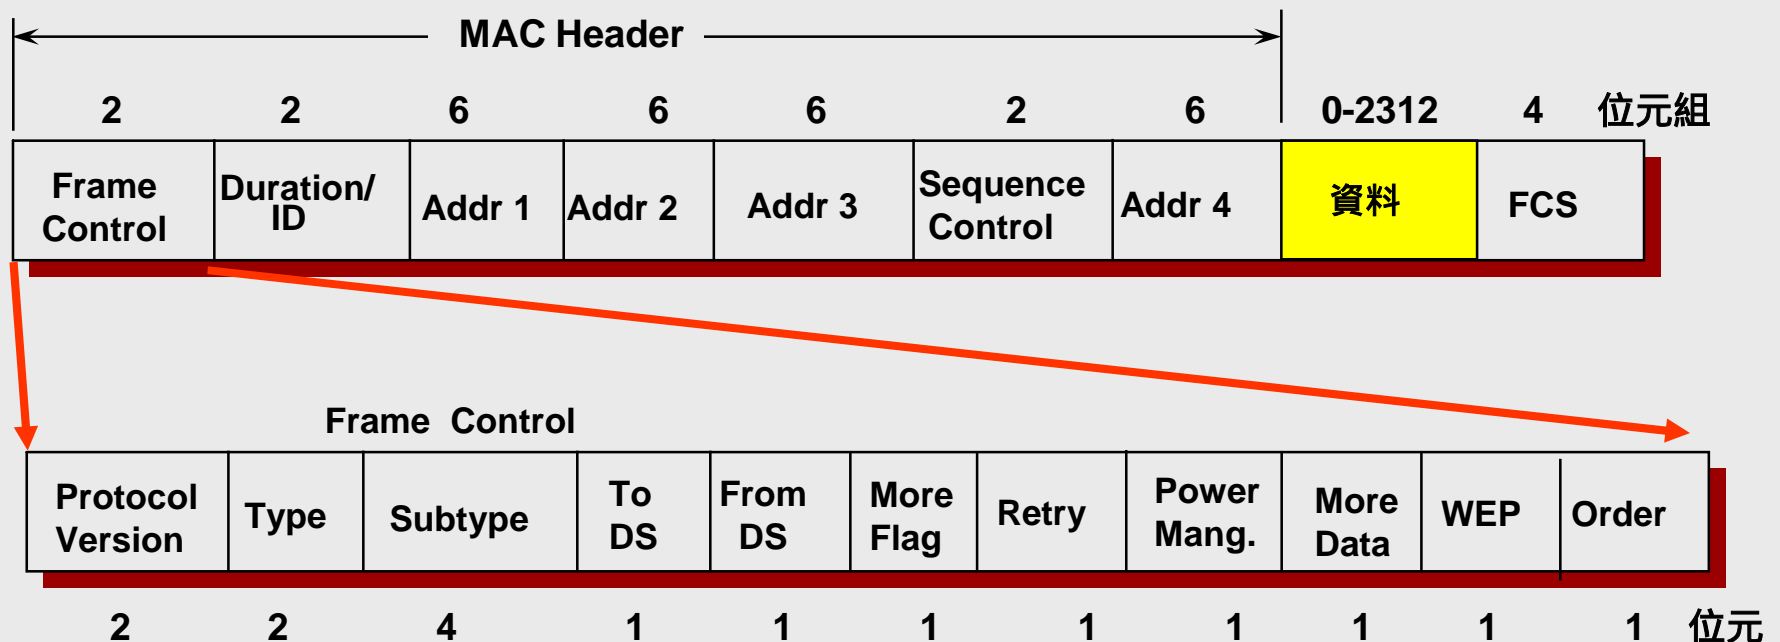 MAC Header
2 2 6 6 6 2 6 0-2312 4 位元組
Frame Control
Duration/ ID
Addr 1
Addr 2
Addr 3
Sequence Control
Addr 4
資料
FCS
Frame Control
Protocol Version
Type
Subtype
To DS
From DS
More Flag
Retry
Power Mang.
More Data
WEP
Order
2 2 4 1 1 1 1 1 1 1 1 位元